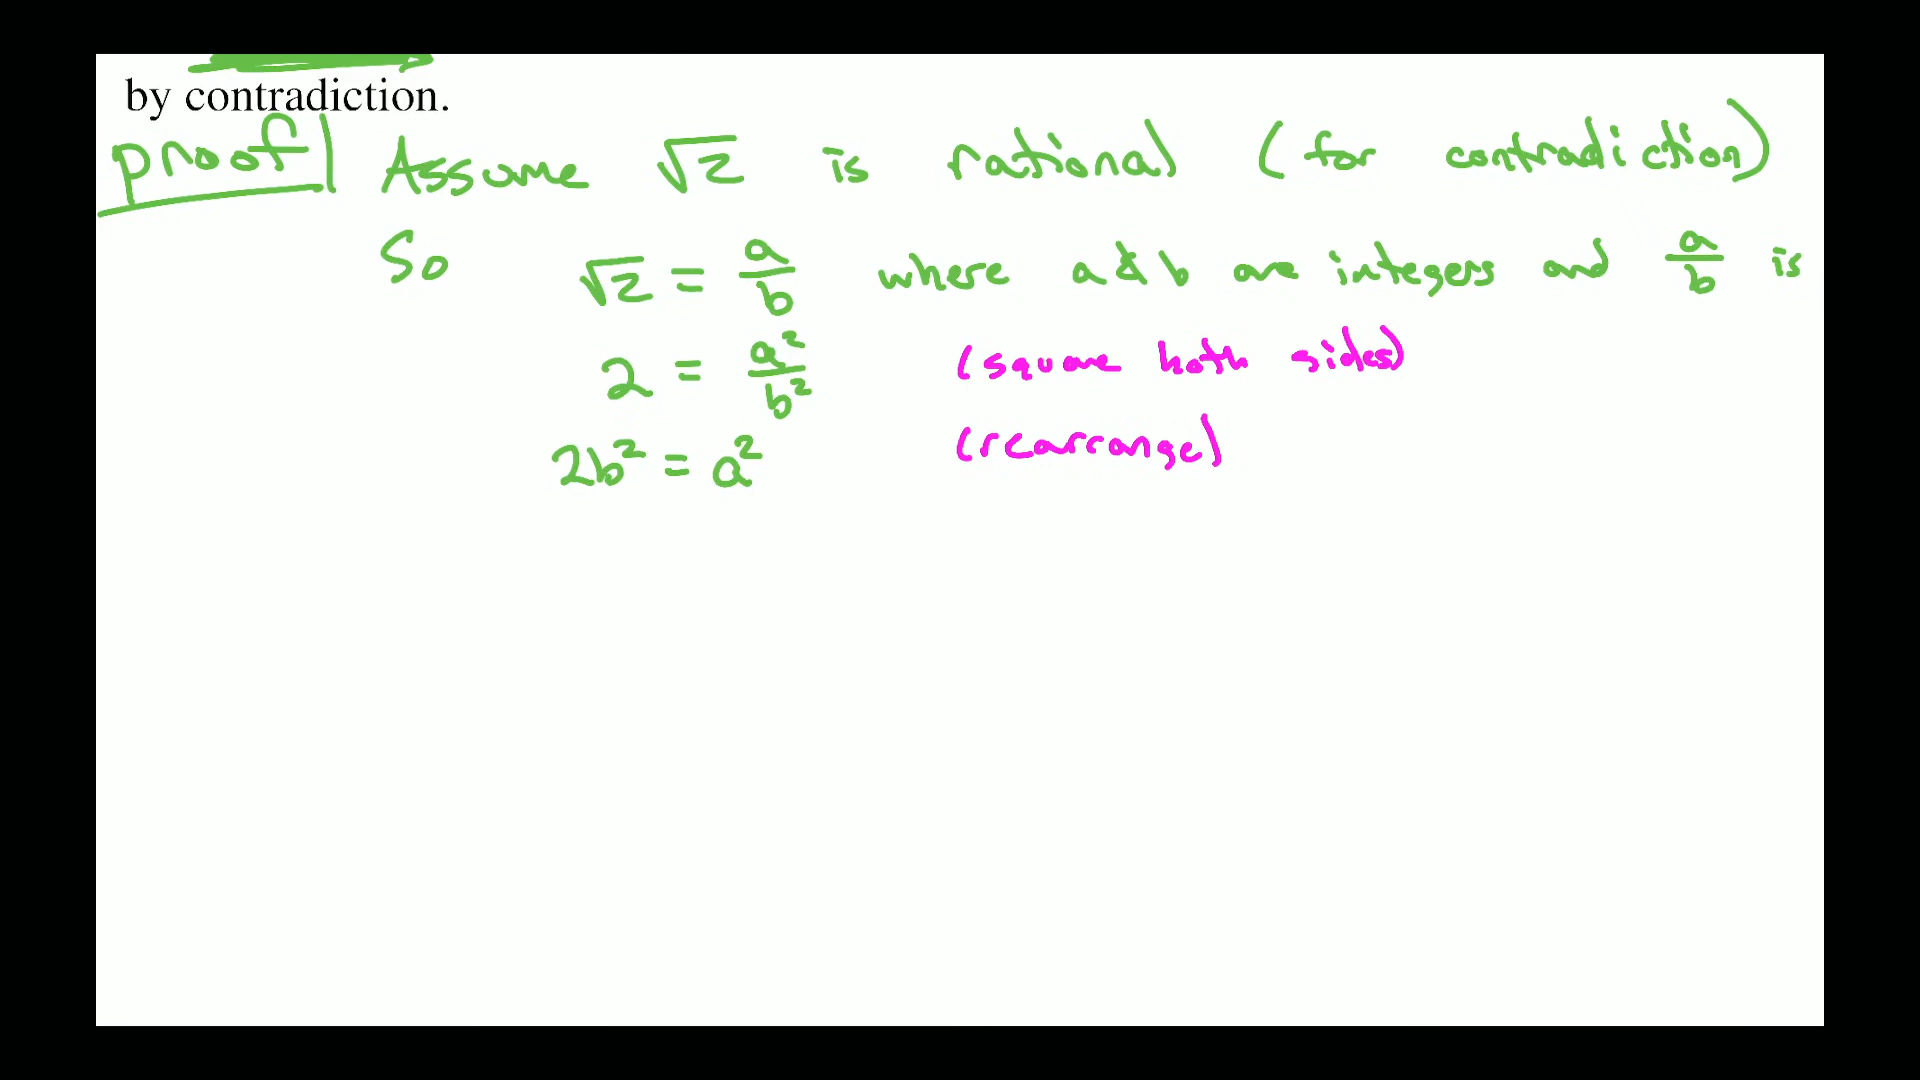 by contradiction.
proof Assume √2 is rational (for contradiction)
So √2 = a/b where a & b are integers and a/b is
2 = a²/b² (square both sides)
2b² = a² (rearrange)